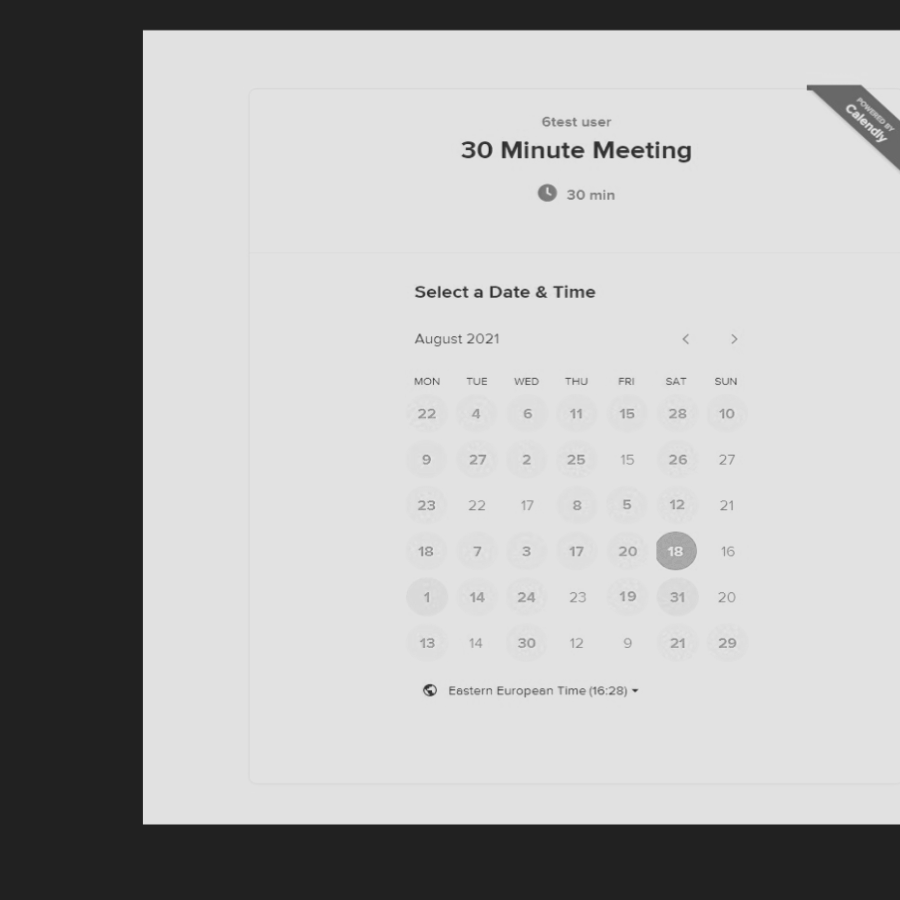 POWERED BY
Calendly
6test user
30 Minute Meeting
30 min
Select a Date & Time
August 2021
MON TUE WED THU FRI SAT SUN
22 4 6 11 15 28 10
9 27 2 25 15 26 27
23 22 17 8 5 12 21
18 7 3 17 20 18 16
1 14 24 23 19 31 20
13 14 30 12 9 21 29
Eastern European Time (16:28)